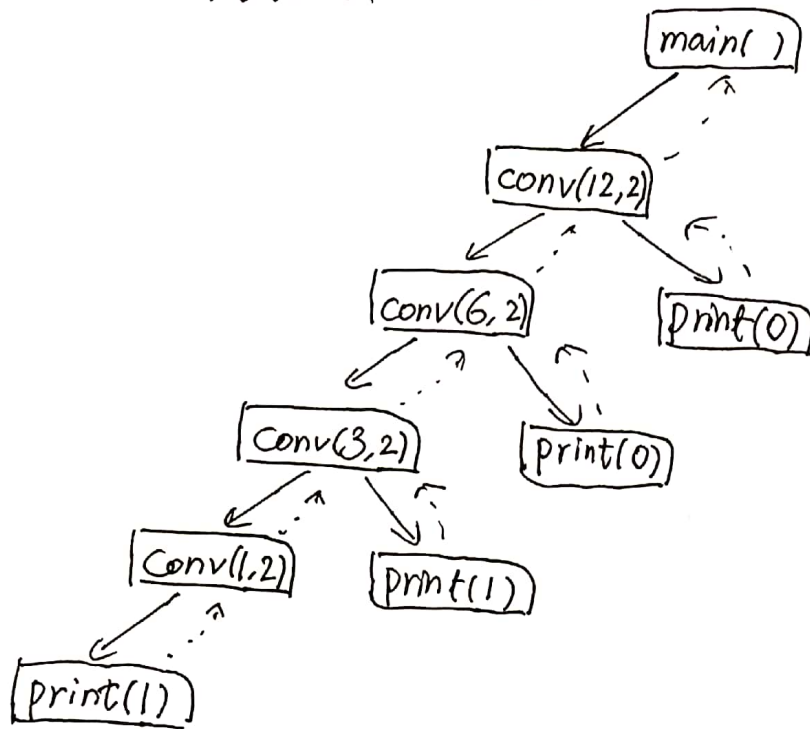 main( )
conv(12,2)
conv(6,2)
print(0)
conv(3,2)
print(0)
conv(1,2)
print(1)
print(1)